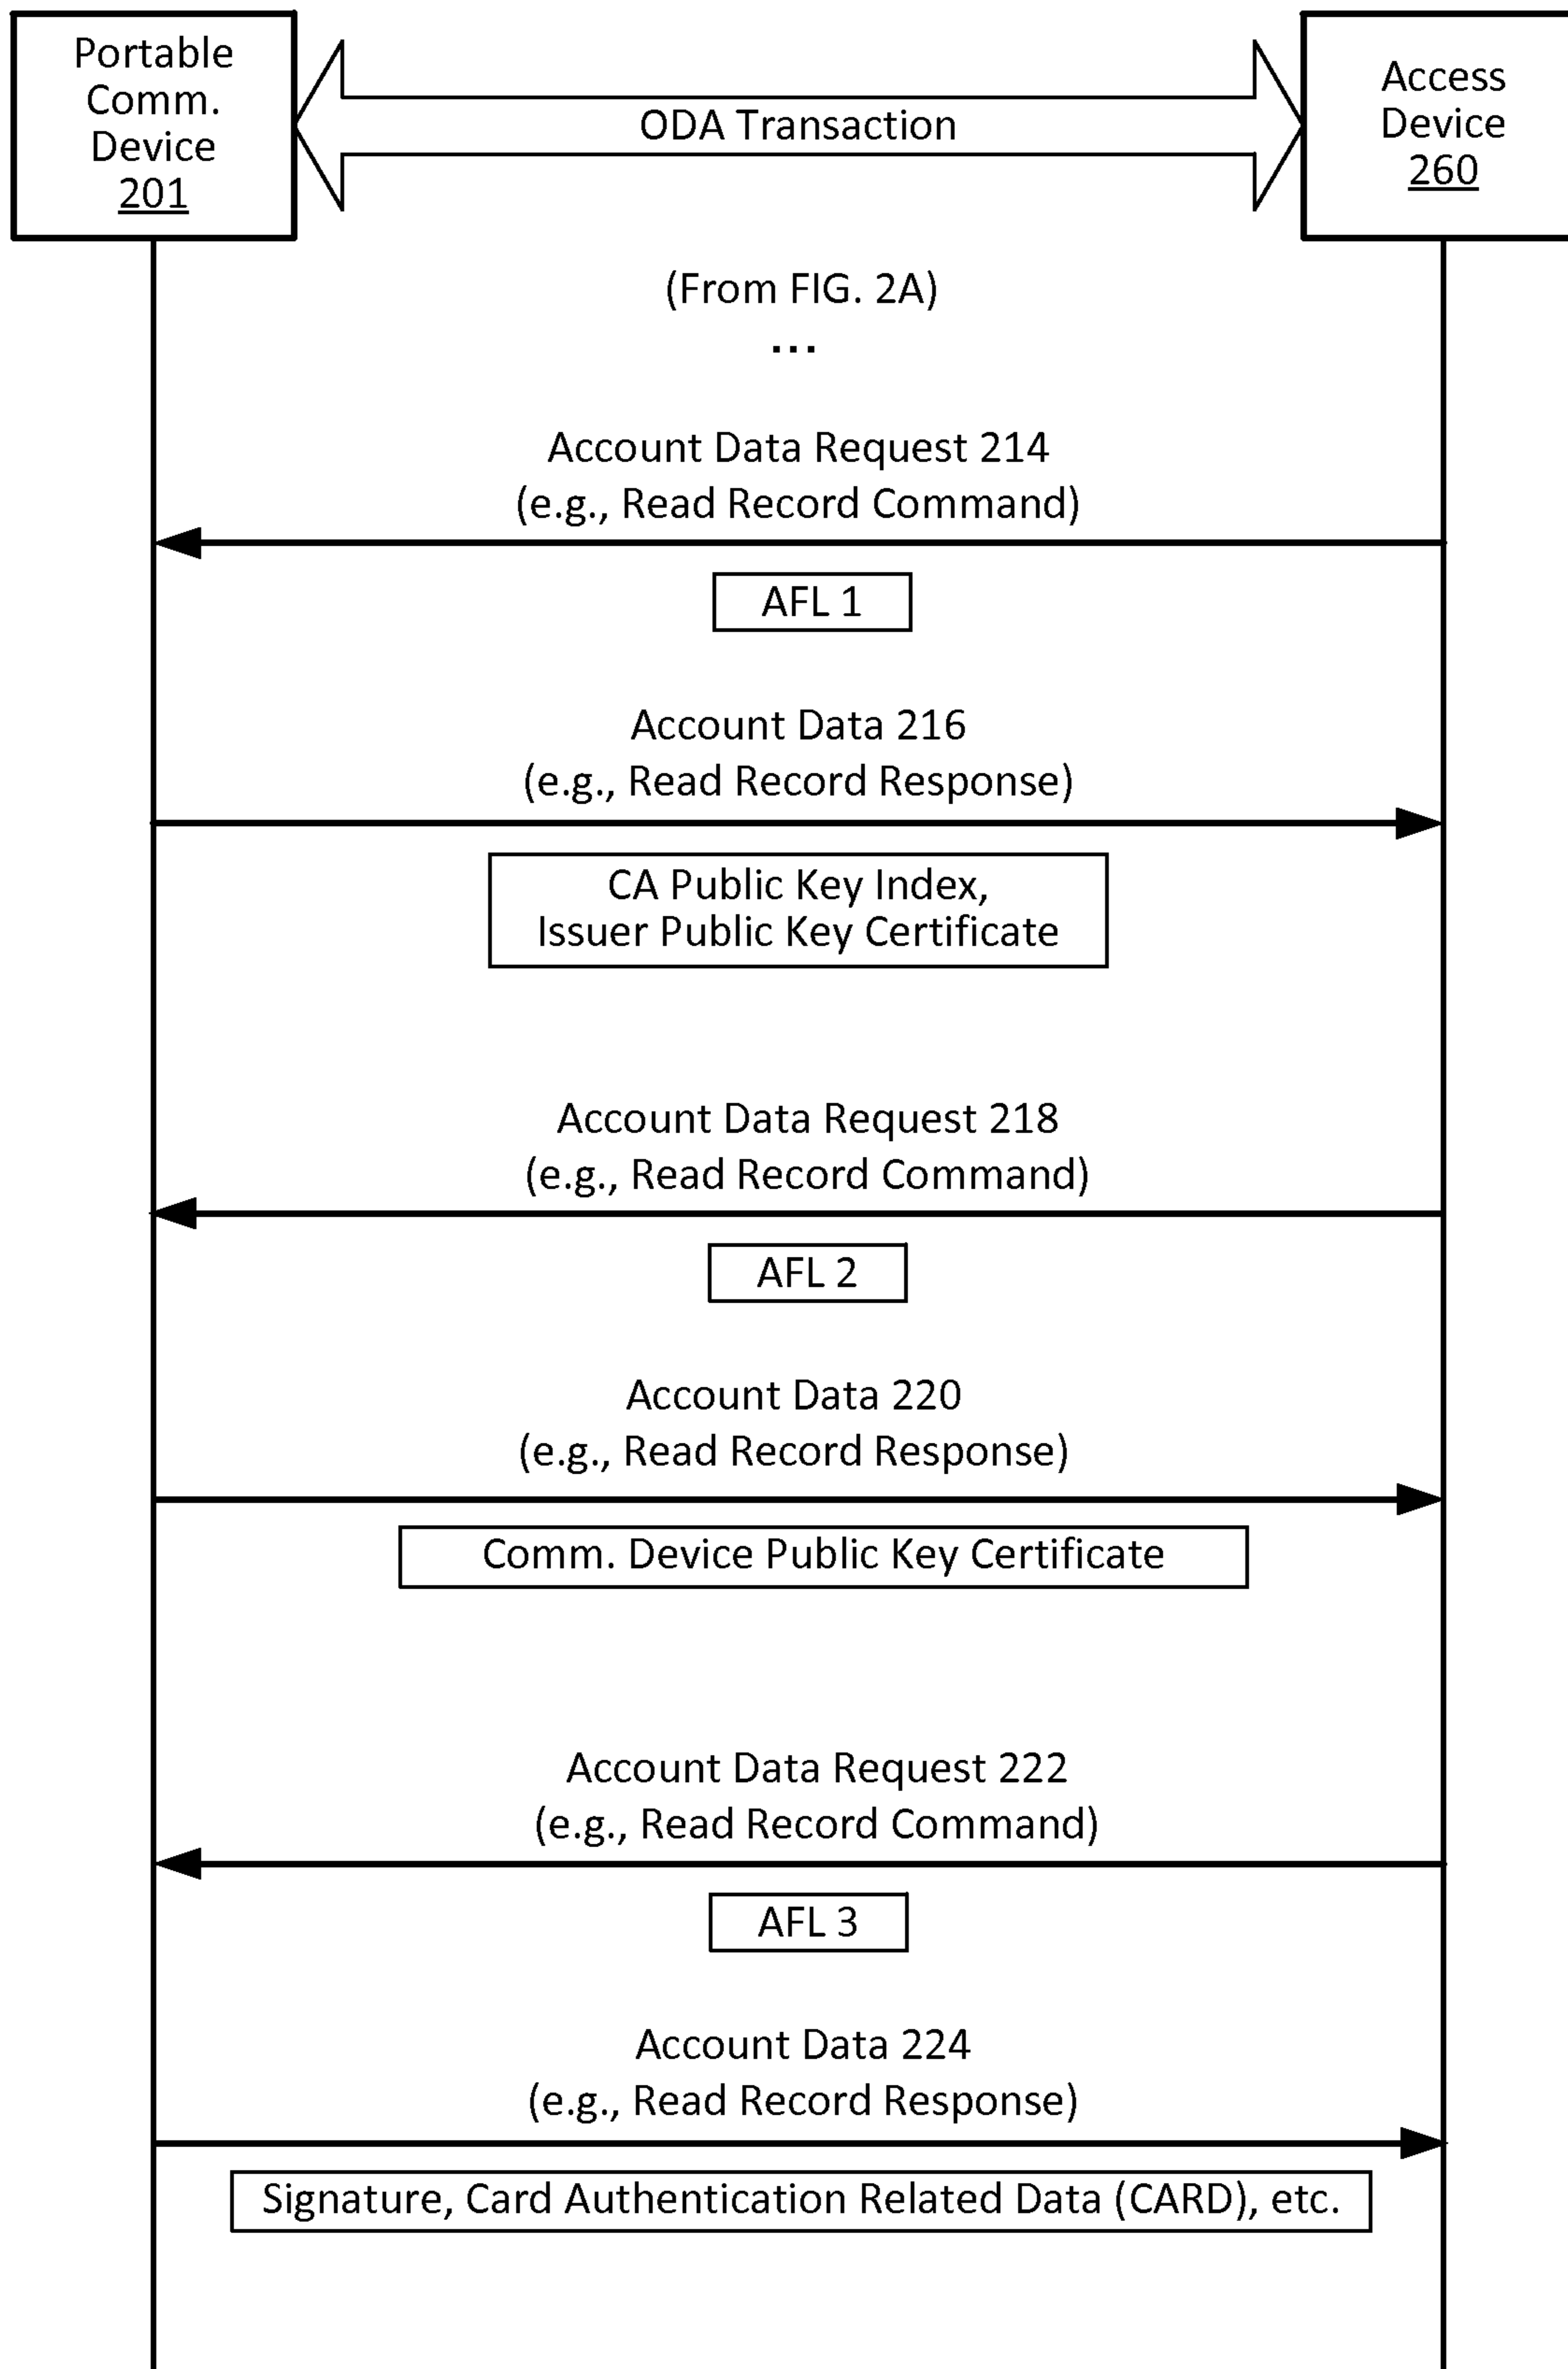 Portable
Comm.
Device
201
ODA Transaction
Access
Device
260
(From FIG. 2A)
...
Account Data Request 214
(e.g., Read Record Command)
AFL 1
Account Data 216
(e.g., Read Record Response)
CA Public Key Index,
Issuer Public Key Certificate
Account Data Request 218
(e.g., Read Record Command)
AFL 2
Account Data 220
(e.g., Read Record Response)
Comm. Device Public Key Certificate
Account Data Request 222
(e.g., Read Record Command)
AFL 3
Account Data 224
(e.g., Read Record Response)
Signature, Card Authentication Related Data (CARD), etc.